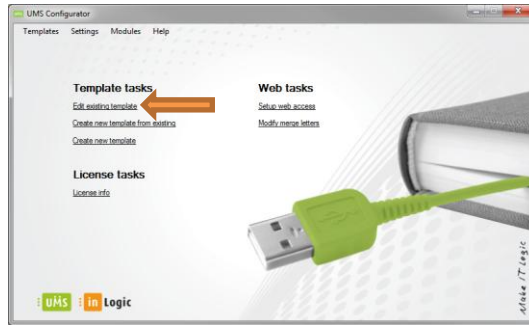 UMS Configurator
Templates Settings Modules Help
Template tasks
Edit existing template
Create new template from existing
Create new template
License tasks
License info
Web tasks
Setup web access
Modify merge letters
UMS in Logic
Make IT Logic